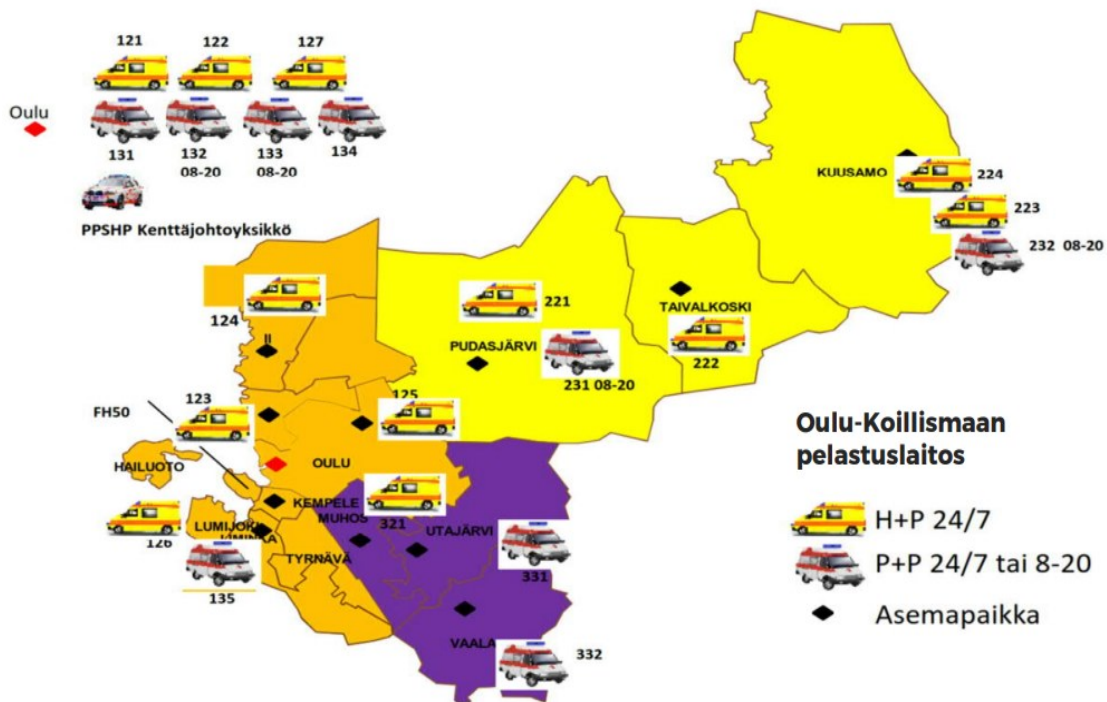 121 122 127
Oulu
131 132 133 134
08-20 08-20
PPSHP Kenttäjohtoyksikkö
KUUSAMO
224
223
232 08-20
124
II
221
PUDASJÄRVI
231 08-20
TAIVALKOSKI
222
123
125
FH50
HAILUOTO
OULU
KEMPELE
MUHOS
321
UTAJÄRVI
126
LUMIJOKI
TYRNÄVÄ
135
331
VAALA
332
Oulu-Koillismaan
pelastuslaitos
H+P 24/7
P+P 24/7 tai 8-20
Asemapaikka